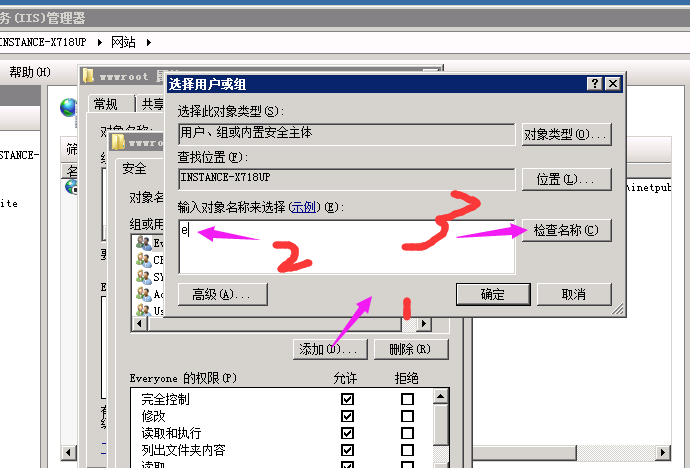 务(IIS)管理器
INSTANCE-X718UP ▸ 网站 ▸
帮助(H)
wwwroot 属性
常规 共享
选择用户或组
选择此对象类型(S):
用户、组或内置安全主体
对象类型(O)...
查找位置(F):
INSTANCE-X718UP
位置(L)...
输入对象名称来选择(示例)(E):
e
检查名称(C)
高级(A)...
确定
取消
2
3
1
筛
名
STANCE-
ite
\inetpub
wwwro
安全
对象名
组或用
Ev
CR
SY
Ad
Us
添加(D)...
删除(R)
Everyone 的权限(P)
允许
拒绝
完全控制
修改
读取和执行
列出文件夹内容
读取